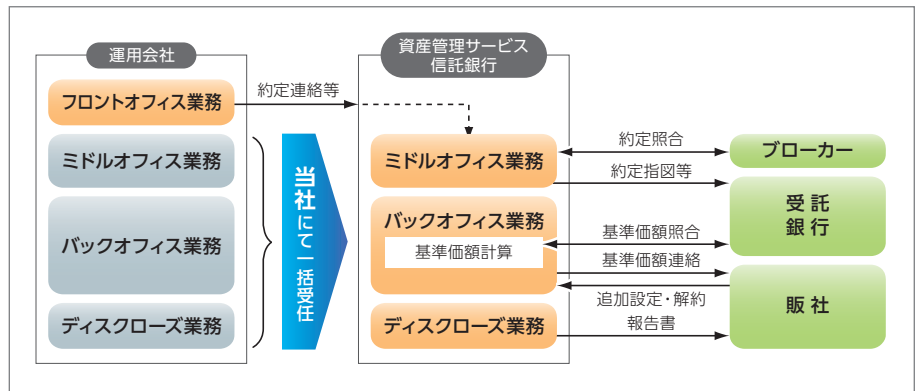 運用会社
フロントオフィス業務
ミドルオフィス業務
バックオフィス業務
ディスクローズ業務
約定連絡等
当社にて一括受任
資産管理サービス
信託銀行
ミドルオフィス業務
バックオフィス業務
基準価額計算
ディスクローズ業務
約定照合
約定指図等
基準価額照合
基準価額連絡
追加設定・解約
報告書
ブローカー
受託
銀行
販社